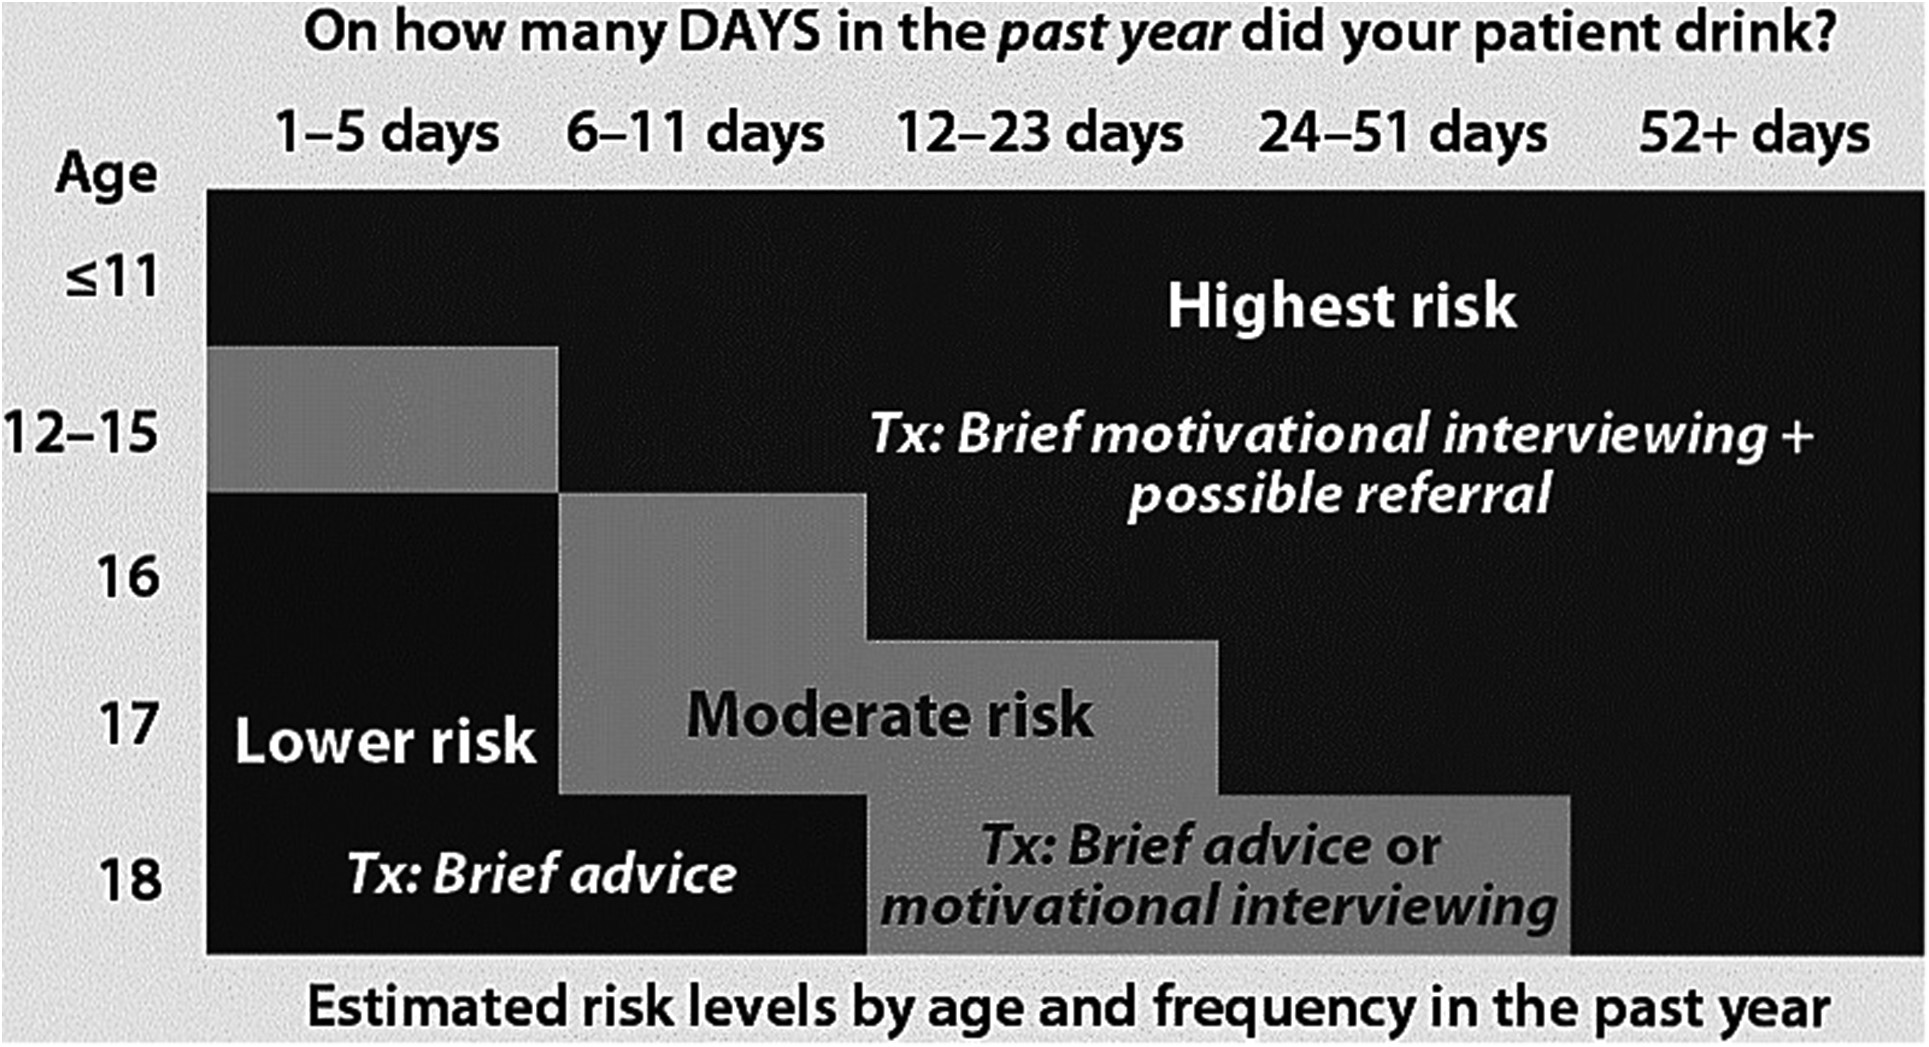 On how many DAYS in the past year did your patient drink?
1–5 days 6–11 days 12–23 days 24–51 days 52+ days
Age
≤11
Highest risk
12–15
Tx: Brief motivational interviewing +
possible referral
16
17
Lower risk
Moderate risk
18
Tx: Brief advice
Tx: Brief advice or
motivational interviewing
Estimated risk levels by age and frequency in the past year